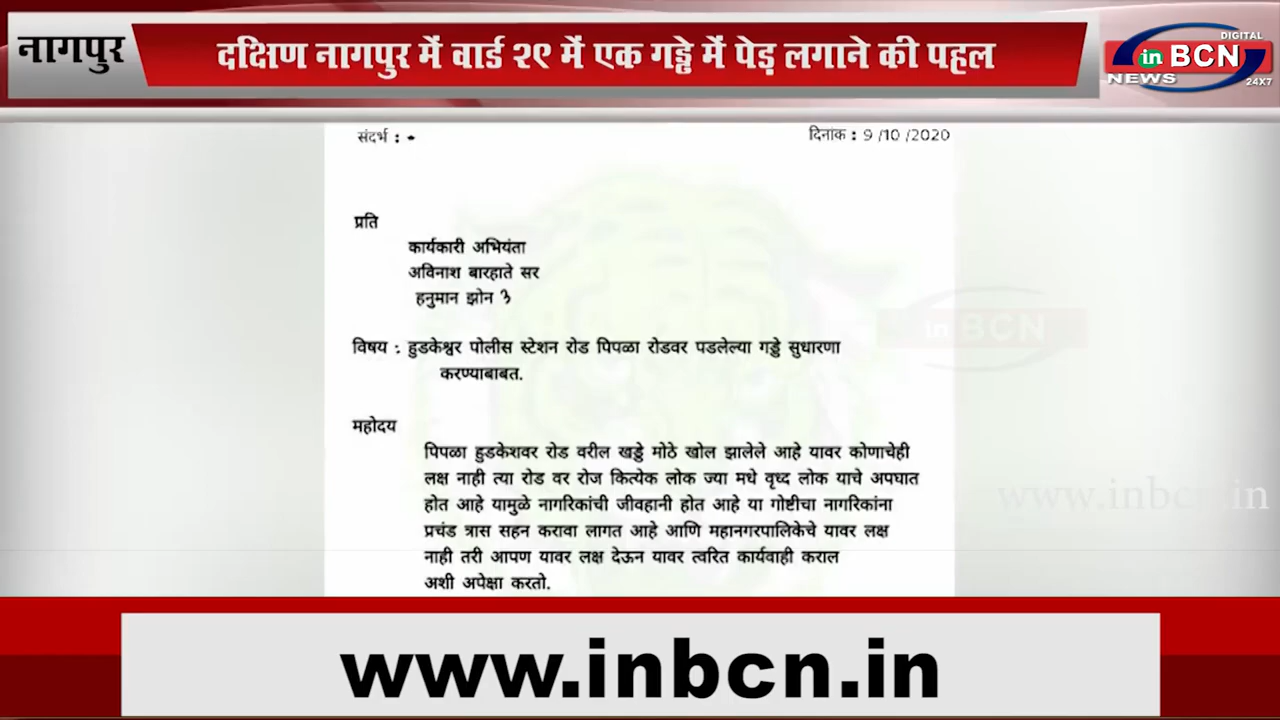 नागपुर
दक्षिण नागपुर में वार्ड २९ में एक गड्ढे में पेड़ लगाने की पहल
DIGITAL
in BCN
NEWS
24X7
संदर्भ : -
दिनांक : 9 /10 /2020
प्रति
कार्यकारी अभियंता
अविनाश बारहाते सर
हनुमान झोन 3
विषय : हुडकेश्वर पोलीस स्टेशन रोड पिपळा रोडवर पडलेल्या गड्डे सुधारणा
करण्याबाबत.
महोदय
पिपळा हुडकेशवर रोड वरील खड्डे मोठे खोल झालेले आहे यावर कोणाचेही
लक्ष नाही त्या रोड वर रोज कित्येक लोक ज्या मधे वृध्द लोक याचे अपघात
होत आहे यामुळे नागरिकांची जीवहानी होत आहे या गोष्टीचा नागरिकांना
प्रचंड त्रास सहन करावा लागत आहे आणि महानगरपालिकेचे यावर लक्ष
नाही तरी आपण यावर लक्ष देऊन यावर त्वरित कार्यवाही कराल
अशी अपेक्षा करतो.
in BCN
www.inbcn.in
www.inbcn.in